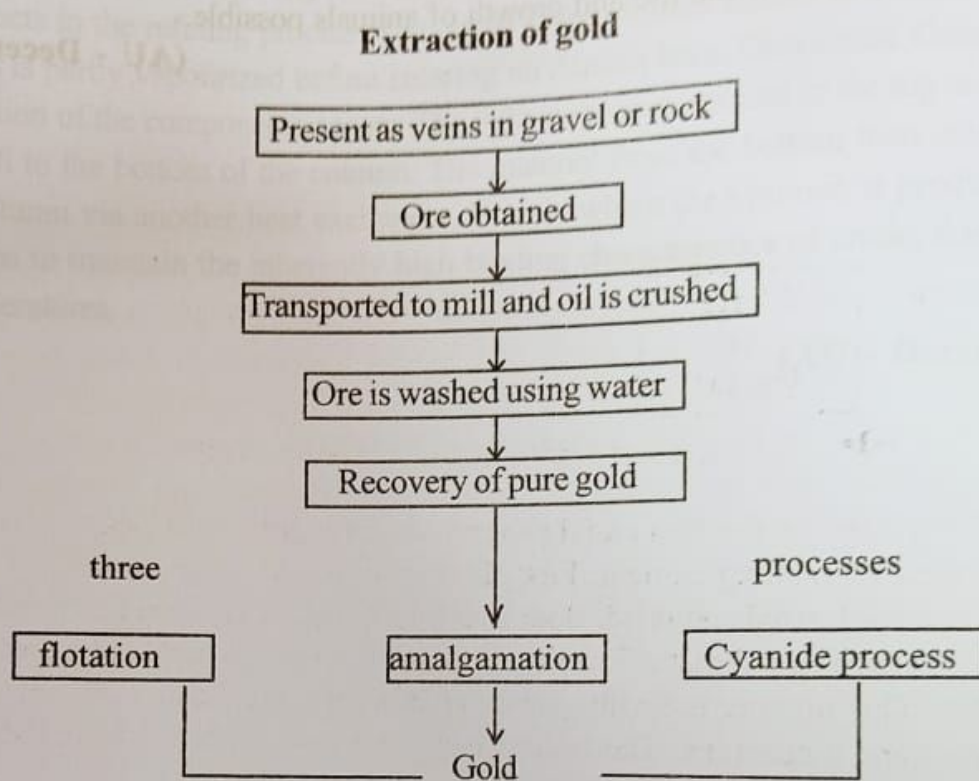 Extraction of gold
Present as veins in gravel or rock
Ore obtained
Transported to mill and oil is crushed
Ore is washed using water
Recovery of pure gold
three processes
flotation amalgamation Cyanide process
Gold